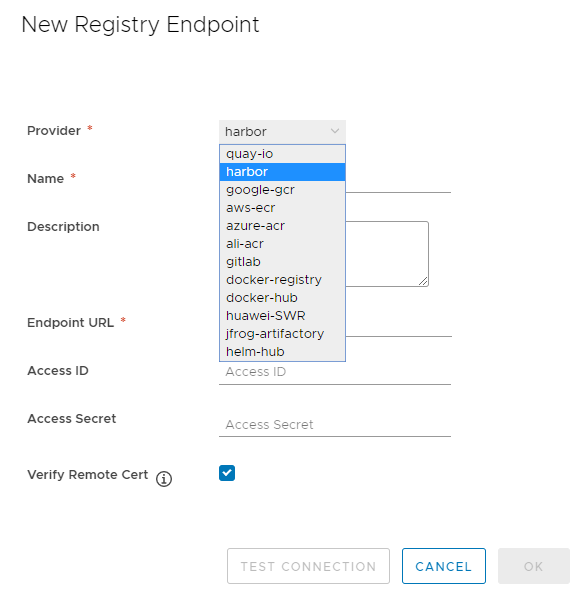 New Registry Endpoint
Provider *
harbor
quay-io
harbor
Name *
google-gcr
aws-ecr
Description
azure-acr
ali-acr
gitlab
docker-registry
docker-hub
huawei-SWR
Endpoint URL *
jfrog-artifactory
helm-hub
Access ID
Access ID
Access Secret
Access Secret
Verify Remote Cert
TEST CONNECTION
CANCEL
OK